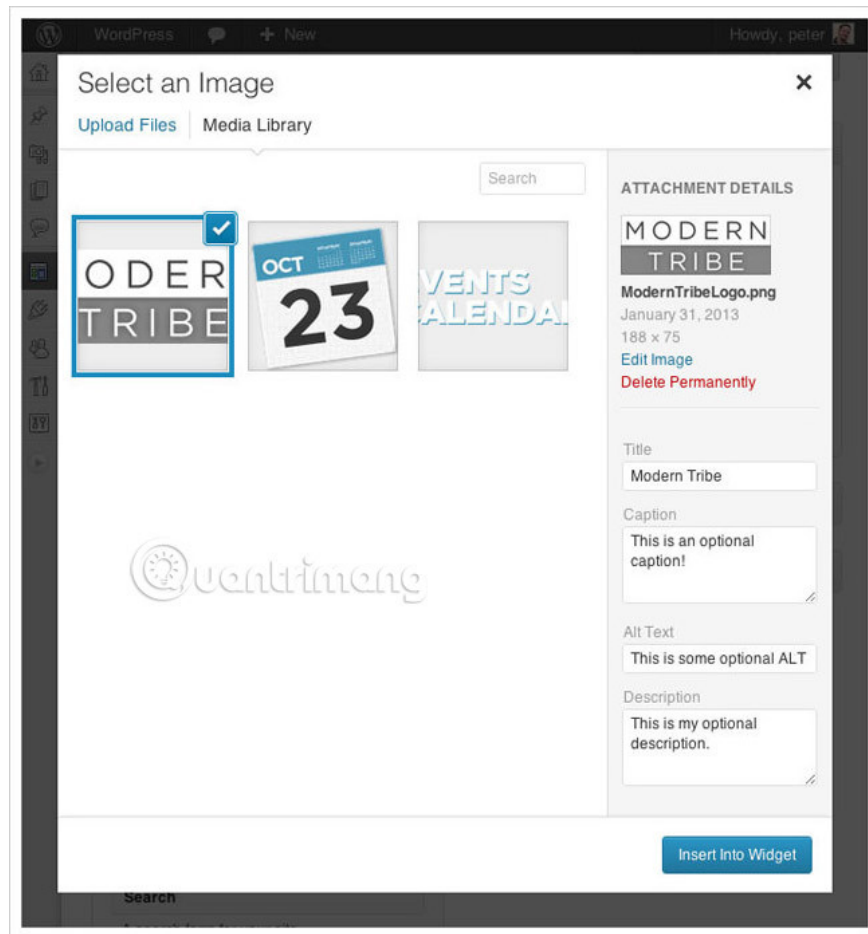 WordPress + New Howdy, peter
Select an Image
Upload Files Media Library
Search
ODER
TRIBE
OCT
23
VENTS
CALENDA
ATTACHMENT DETAILS
MODERN
TRIBE
ModernTribeLogo.png
January 31, 2013
188 × 75
Edit Image
Delete Permanently
Title
Modern Tribe
Caption
This is an optional
caption!
Alt Text
This is some optional ALT
Description
This is my optional
description.
Quantrimang
Insert Into Widget
Search